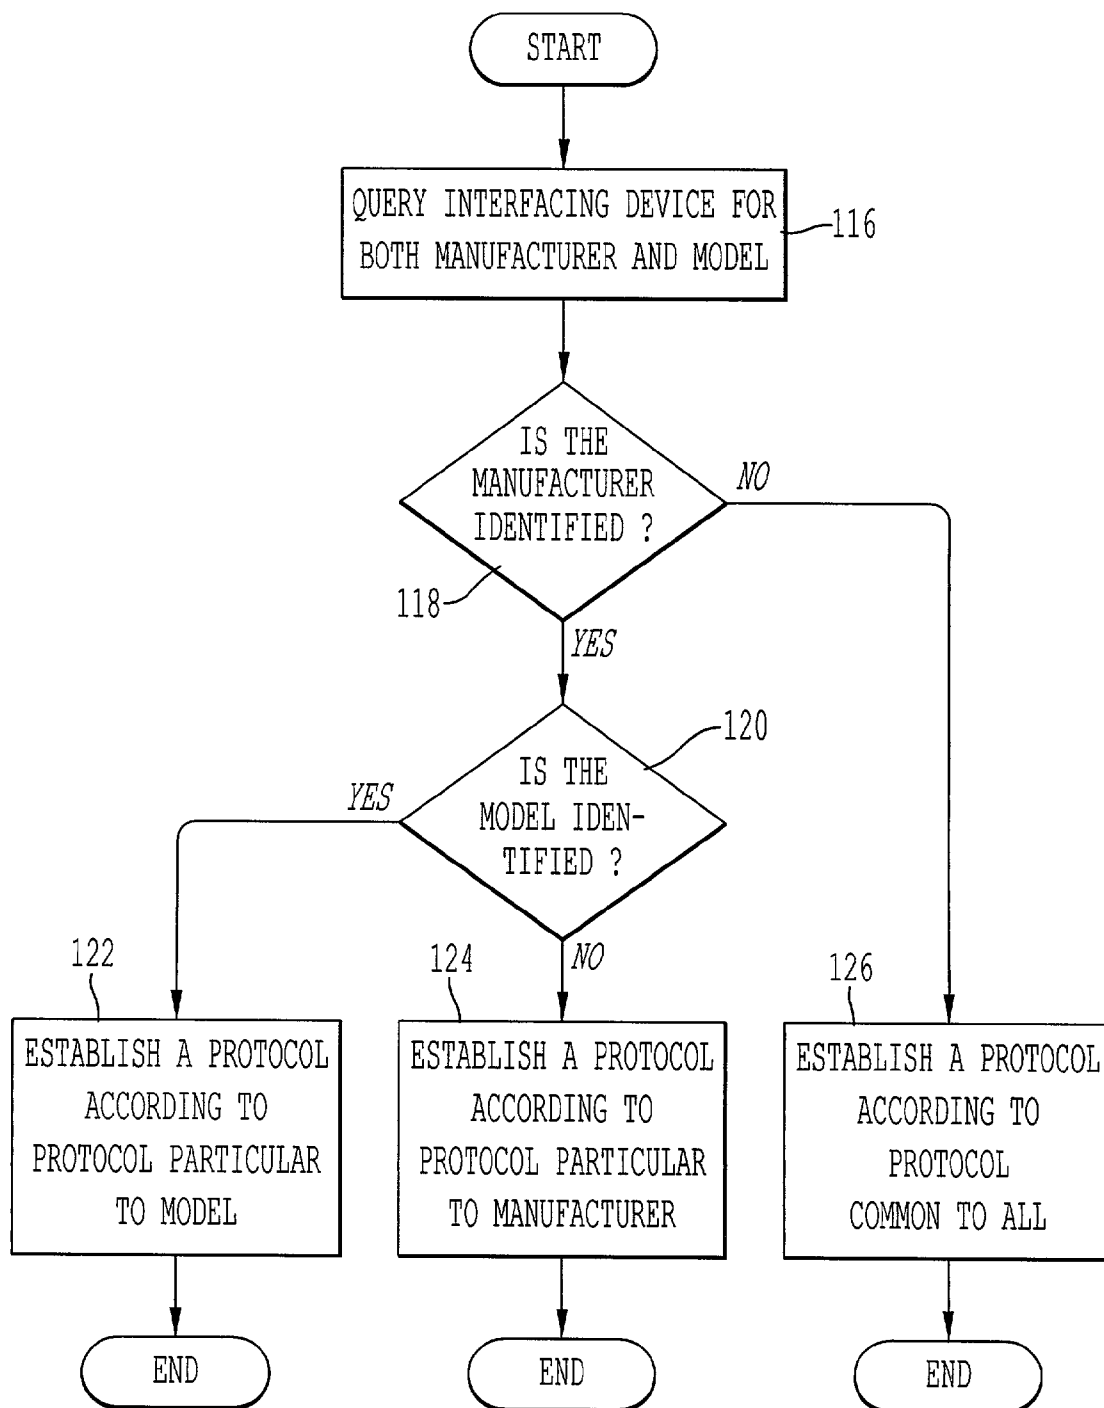 START
QUERY INTERFACING DEVICE FOR
BOTH MANUFACTURER AND MODEL
116
IS THE
MANUFACTURER
IDENTIFIED ?
NO
118
YES
120
IS THE
MODEL IDEN-
TIFIED ?
YES
NO
122
ESTABLISH A PROTOCOL
ACCORDING TO
PROTOCOL PARTICULAR
TO MODEL
END
124
ESTABLISH A PROTOCOL
ACCORDING TO
PROTOCOL PARTICULAR
TO MANUFACTURER
END
126
ESTABLISH A PROTOCOL
ACCORDING TO
PROTOCOL
COMMON TO ALL
END